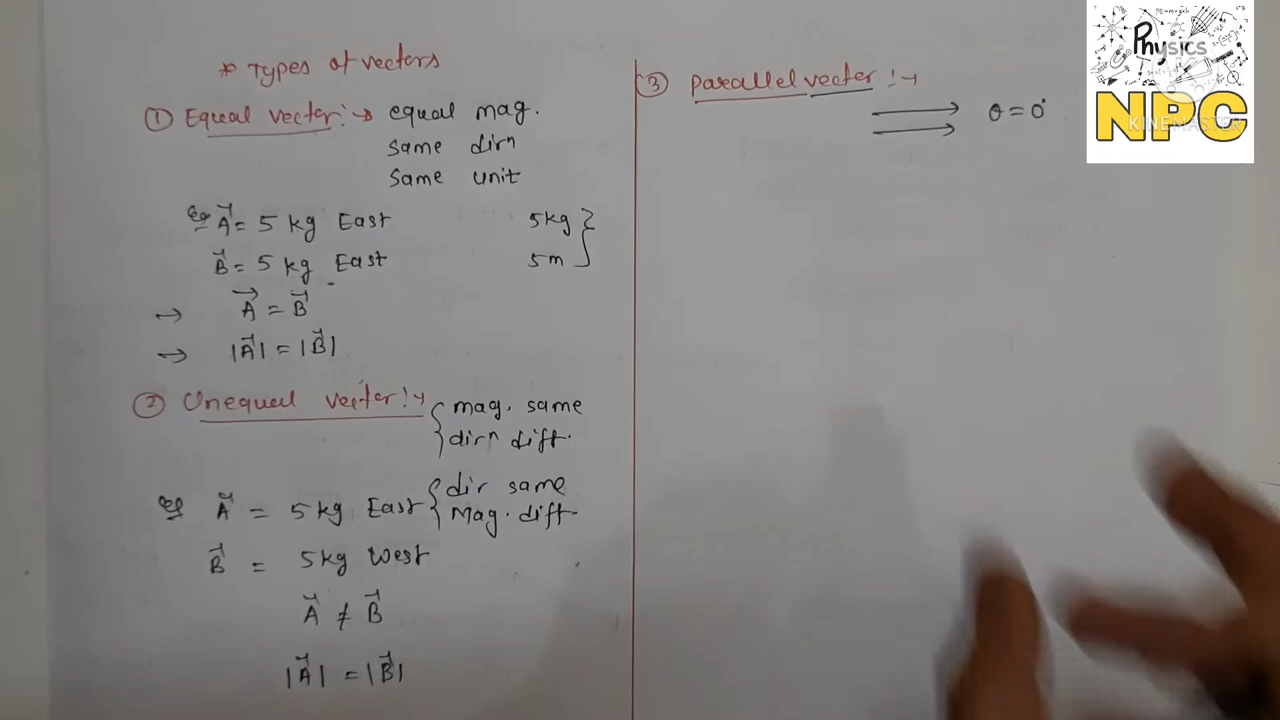 * Types of vectors
① Equal vector :→ equal mag.
same dirn
same unit
Eg A⃗ = 5 kg East 5kg }
B⃗ = 5 kg East 5m
→ A⃗ = B⃗
→ |A⃗| = |B⃗|
② Unequal vector :→ { mag. same
dirn diff.
{ dir same
Eg A⃗ = 5 kg East Mag. diff
B⃗ = 5 kg West
A⃗ ≠ B⃗
|A⃗| = |B⃗|
③ parallel vector :→
θ = 0°
Physics
NPC
KINEMASTER